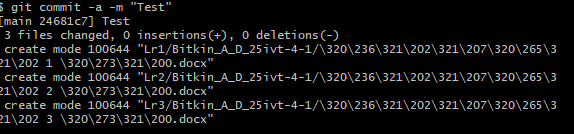 $ git commit -a -m "Test"
[main 24681c7] Test
 3 files changed, 0 insertions(+), 0 deletions(-)
 create mode 100644 "Lr1/Bitkin_A_D_25ivt-4-1/\320\236\321\202\321\207\320\265\3
21\202 1 \320\273\321\200.docx"
 create mode 100644 "Lr2/Bitkin_A_D_25ivt-4-1/\320\236\321\202\321\207\320\265\3
21\202 2 \320\273\321\200.docx"
 create mode 100644 "Lr3/Bitkin_A_D_25ivt-4-1/\320\236\321\202\321\207\320\265\3
21\202 3 \320\273\321\200.docx"